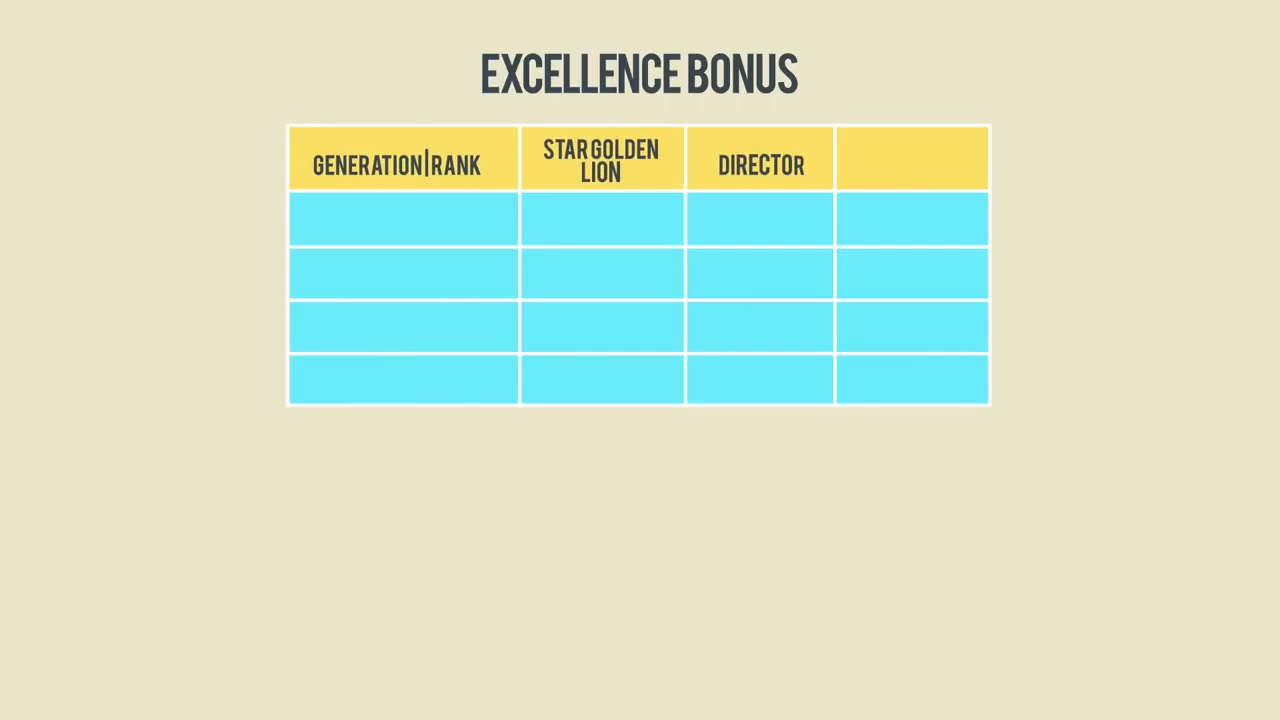 EXCELLENCE BONUS
GENERATION|RANK
STAR GOLDEN
LION
DIRECTOR